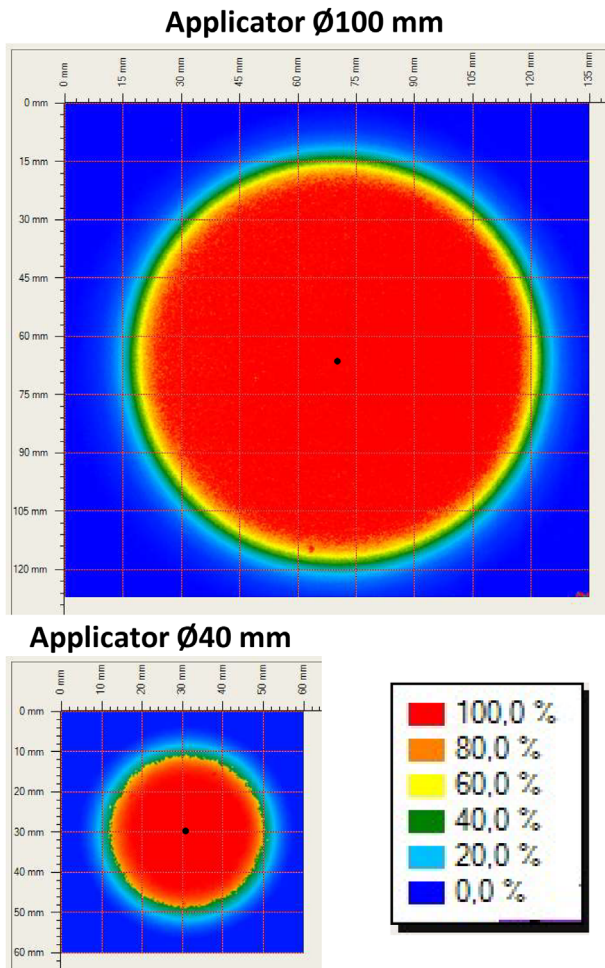 Applicator Ø100 mm
0 mm 15 mm 30 mm 45 mm 60 mm 75 mm 90 mm 105 mm 120 mm 135 mm
0 mm
15 mm
30 mm
45 mm
60 mm
75 mm
90 mm
105 mm
120 mm
Applicator Ø40 mm
0 mm 10 mm 20 mm 30 mm 40 mm 50 mm 60 mm
0 mm
10 mm
20 mm
30 mm
40 mm
50 mm
60 mm
100,0 %
80,0 %
60,0 %
40,0 %
20,0 %
0,0 %